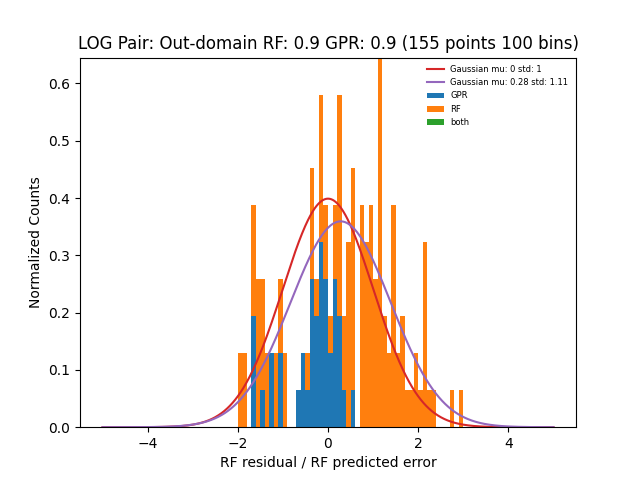 LOG Pair: Out-domain RF: 0.9 GPR: 0.9 (155 points 100 bins)
Gaussian mu: 0 std: 1
Gaussian mu: 0.28 std: 1.11
GPR
RF
both
Normalized Counts
0.6
0.5
0.4
0.3
0.2
0.1
0.0
−4 −2 0 2 4
RF residual / RF predicted error